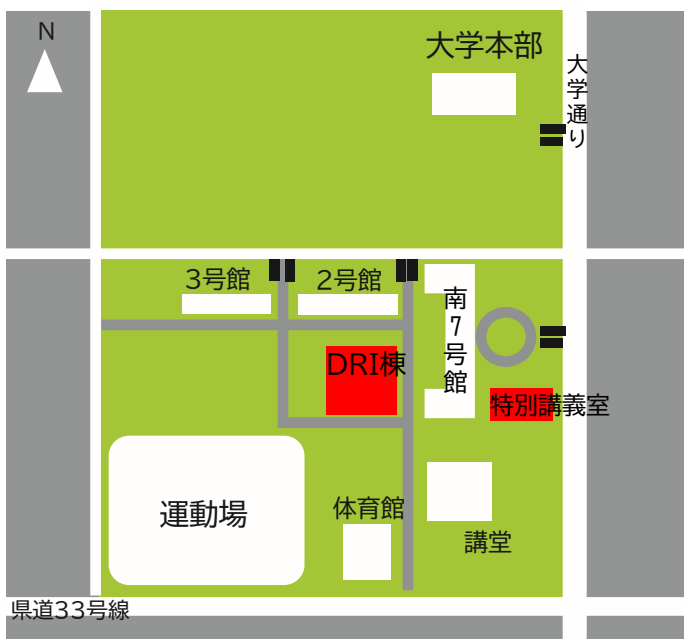 N
大学本部
大学通り
3号館
2号館
南7号館
DRI棟
特別講義室
運動場
体育館
講堂
県道33号線